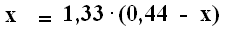 x = 1,33·(0,44 - x)